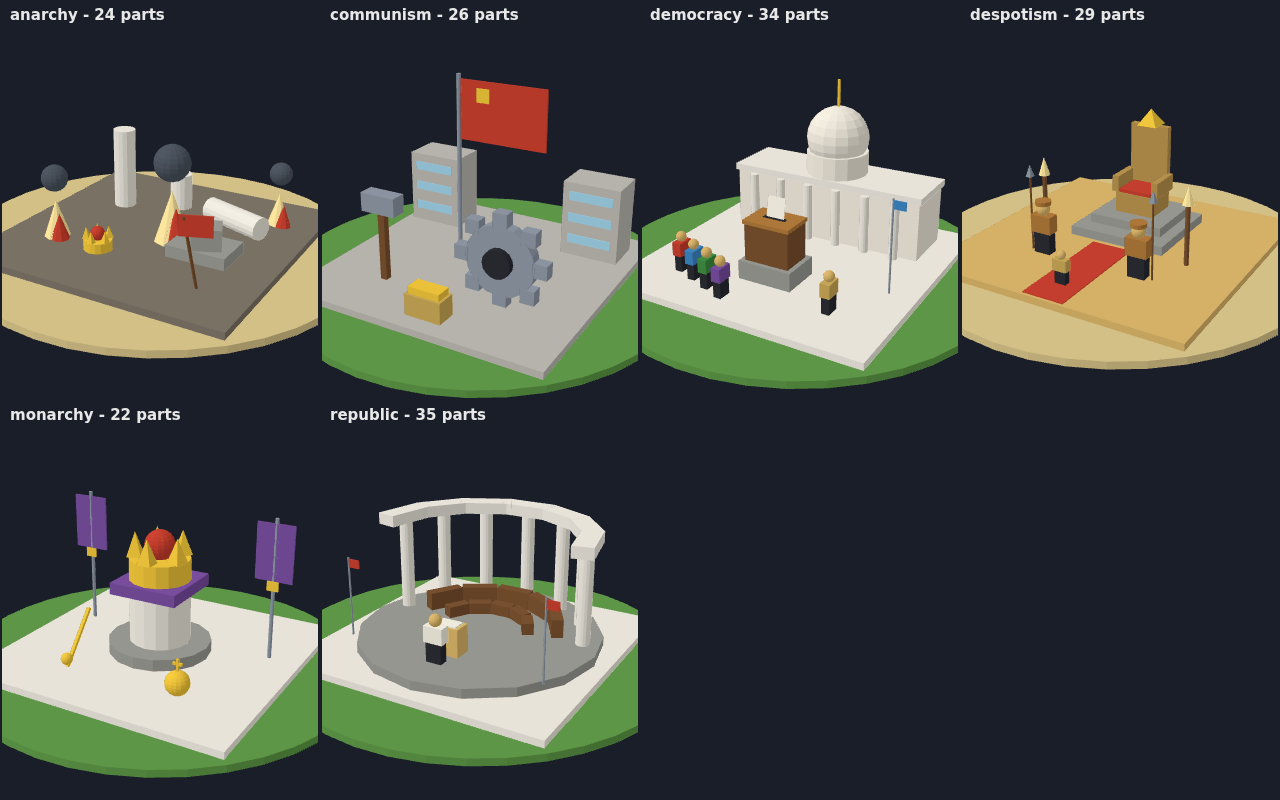 anarchy - 24 parts
communism - 26 parts
democracy - 34 parts
despotism - 29 parts
monarchy - 22 parts
republic - 35 parts